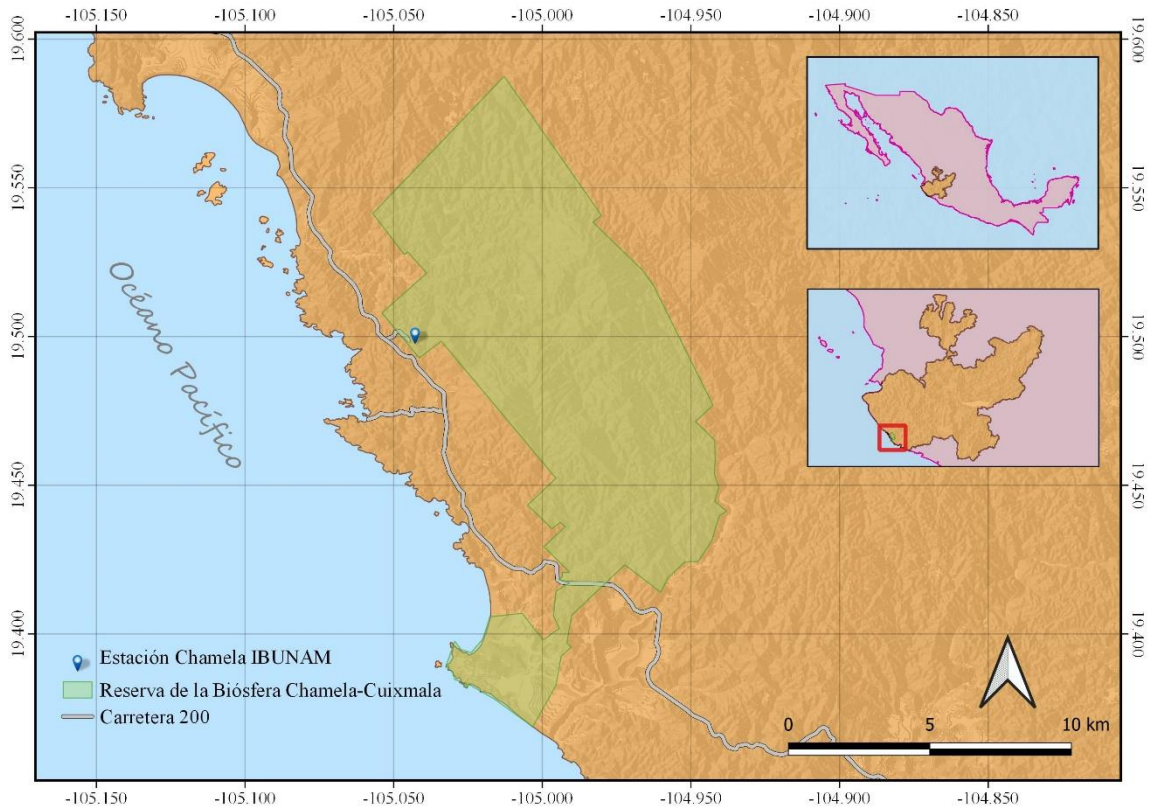 -105.150 -105.100 -105.050 -105.000 -104.950 -104.900 -104.850
19.600 19.600
19.550 19.550
19.500 19.500
19.450 19.450
19.400 19.400
Océano Pacífico
Estación Chamela IBUNAM
Reserva de la Biósfera Chamela-Cuixmala
Carretera 200
0 5 10 km
-105.150 -105.100 -105.050 -105.000 -104.950 -104.900 -104.850